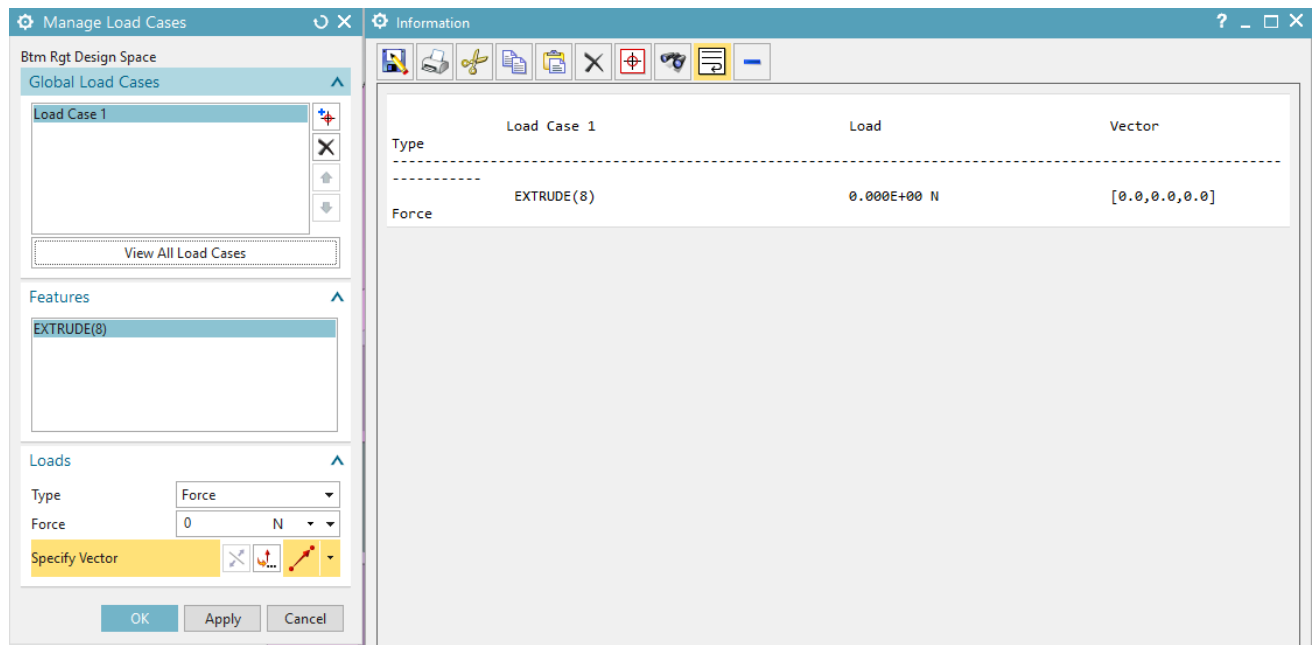 Manage Load Cases
Btm Rgt Design Space
Global Load Cases
Load Case 1
View All Load Cases
Features
EXTRUDE(8)
Loads
Type Force
Force 0 N
Specify Vector
OK Apply Cancel
Information ?
Load Case 1 Load Vector
Type
--------------------------------------------------------------------------------------------------------------
-----------
EXTRUDE(8) 0.000E+00 N [0.0,0.0,0.0]
Force